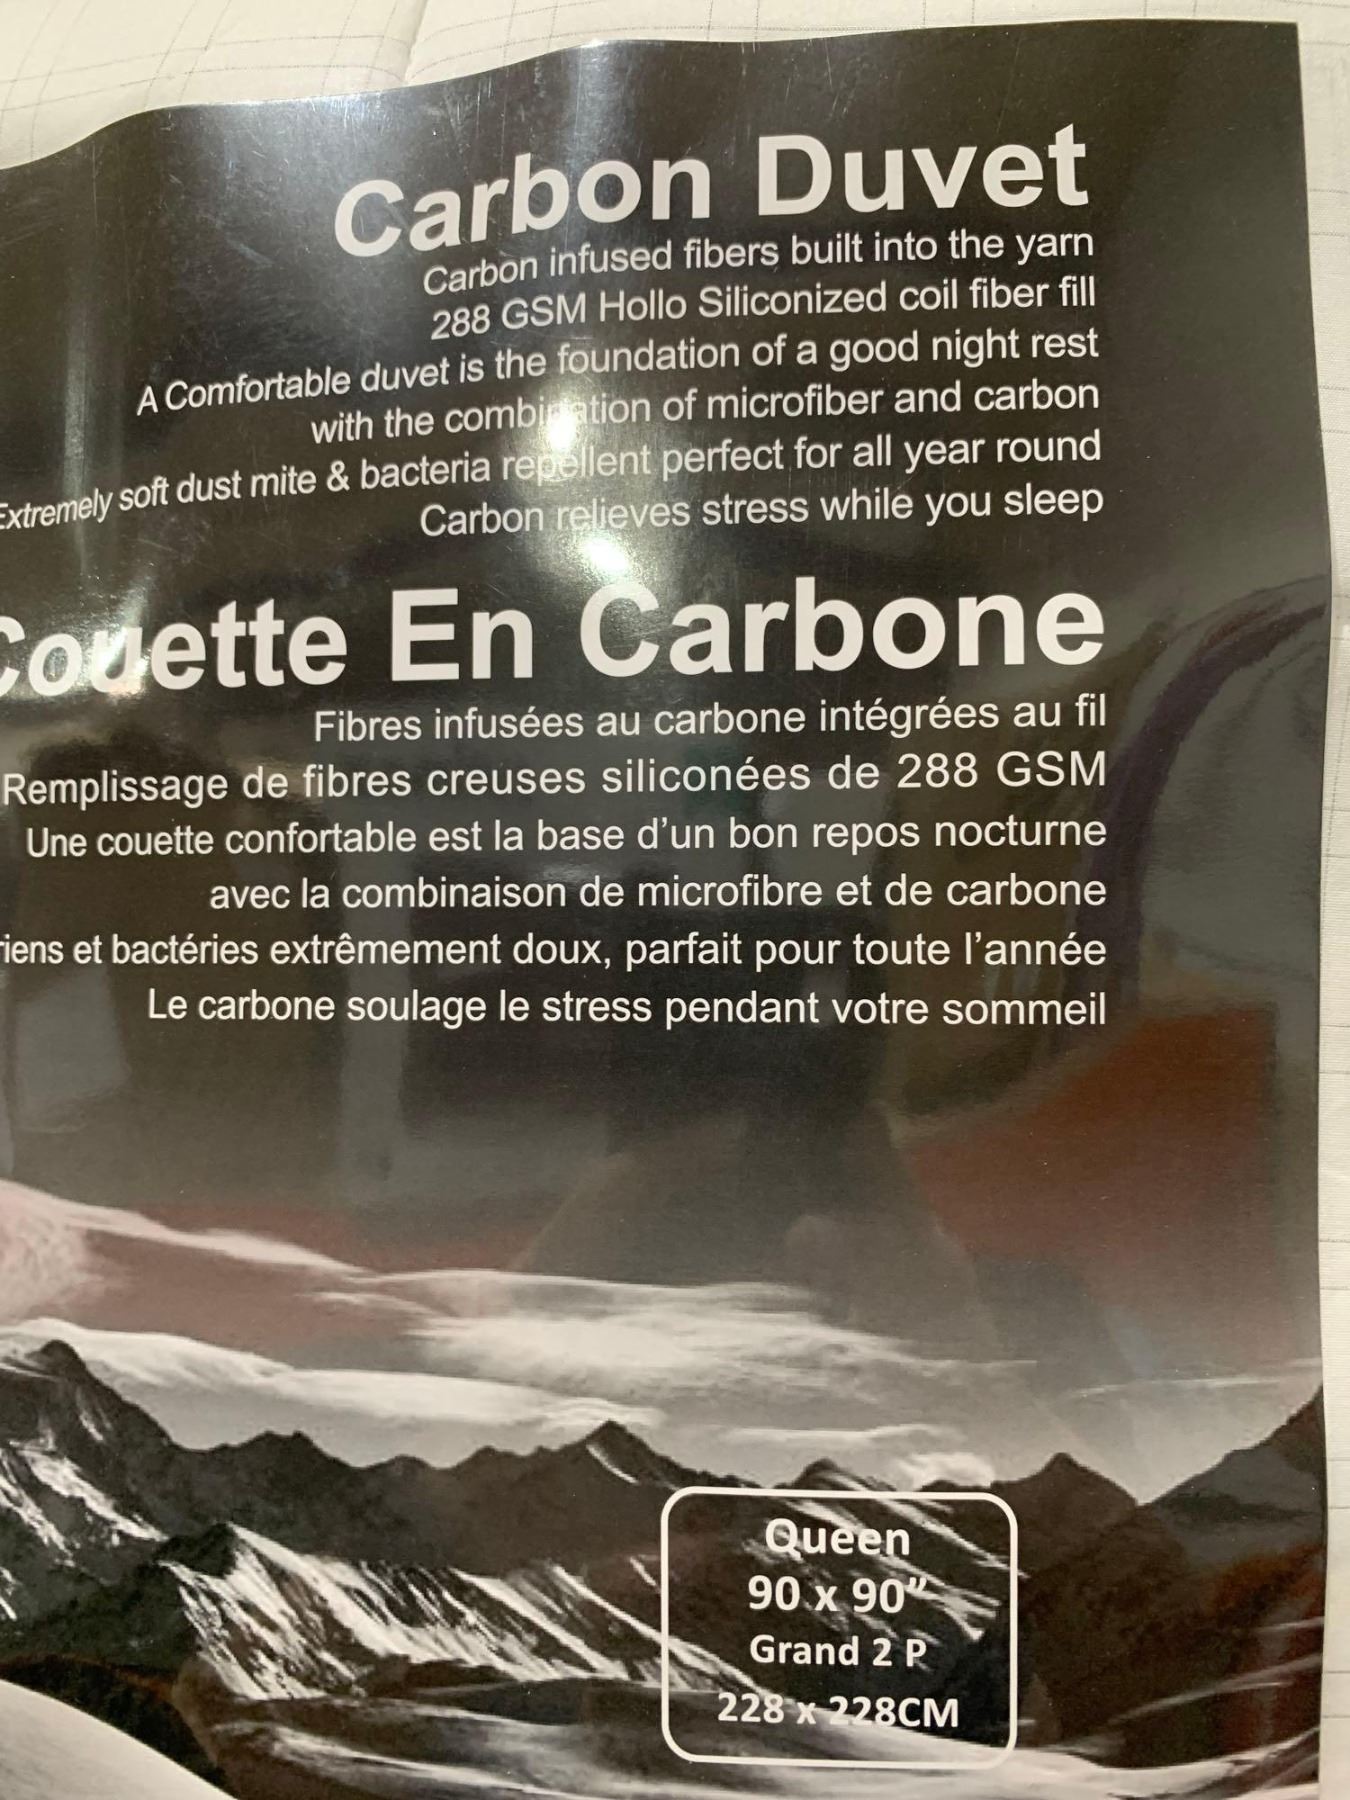 Carbon Duvet
Carbon infused fibers built into the yarn
288 GSM Hollo Siliconized coil fiber fill
A Comfortable duvet is the foundation of a good night rest
with the combination of microfiber and carbon
Extremely soft dust mite & bacteria repellent perfect for all year round
Carbon relieves stress while you sleep
Couette En Carbone
Fibres infusées au carbone intégrées au fil
Remplissage de fibres creuses siliconées de 288 GSM
Une couette confortable est la base d'un bon repos nocturne
avec la combinaison de microfibre et de carbone
et bactéries extrêmement doux, parfait pour toute l'année
Le carbone soulage le stress pendant votre sommeil
Queen
90 x 90"
Grand 2 P
228 x 228CM